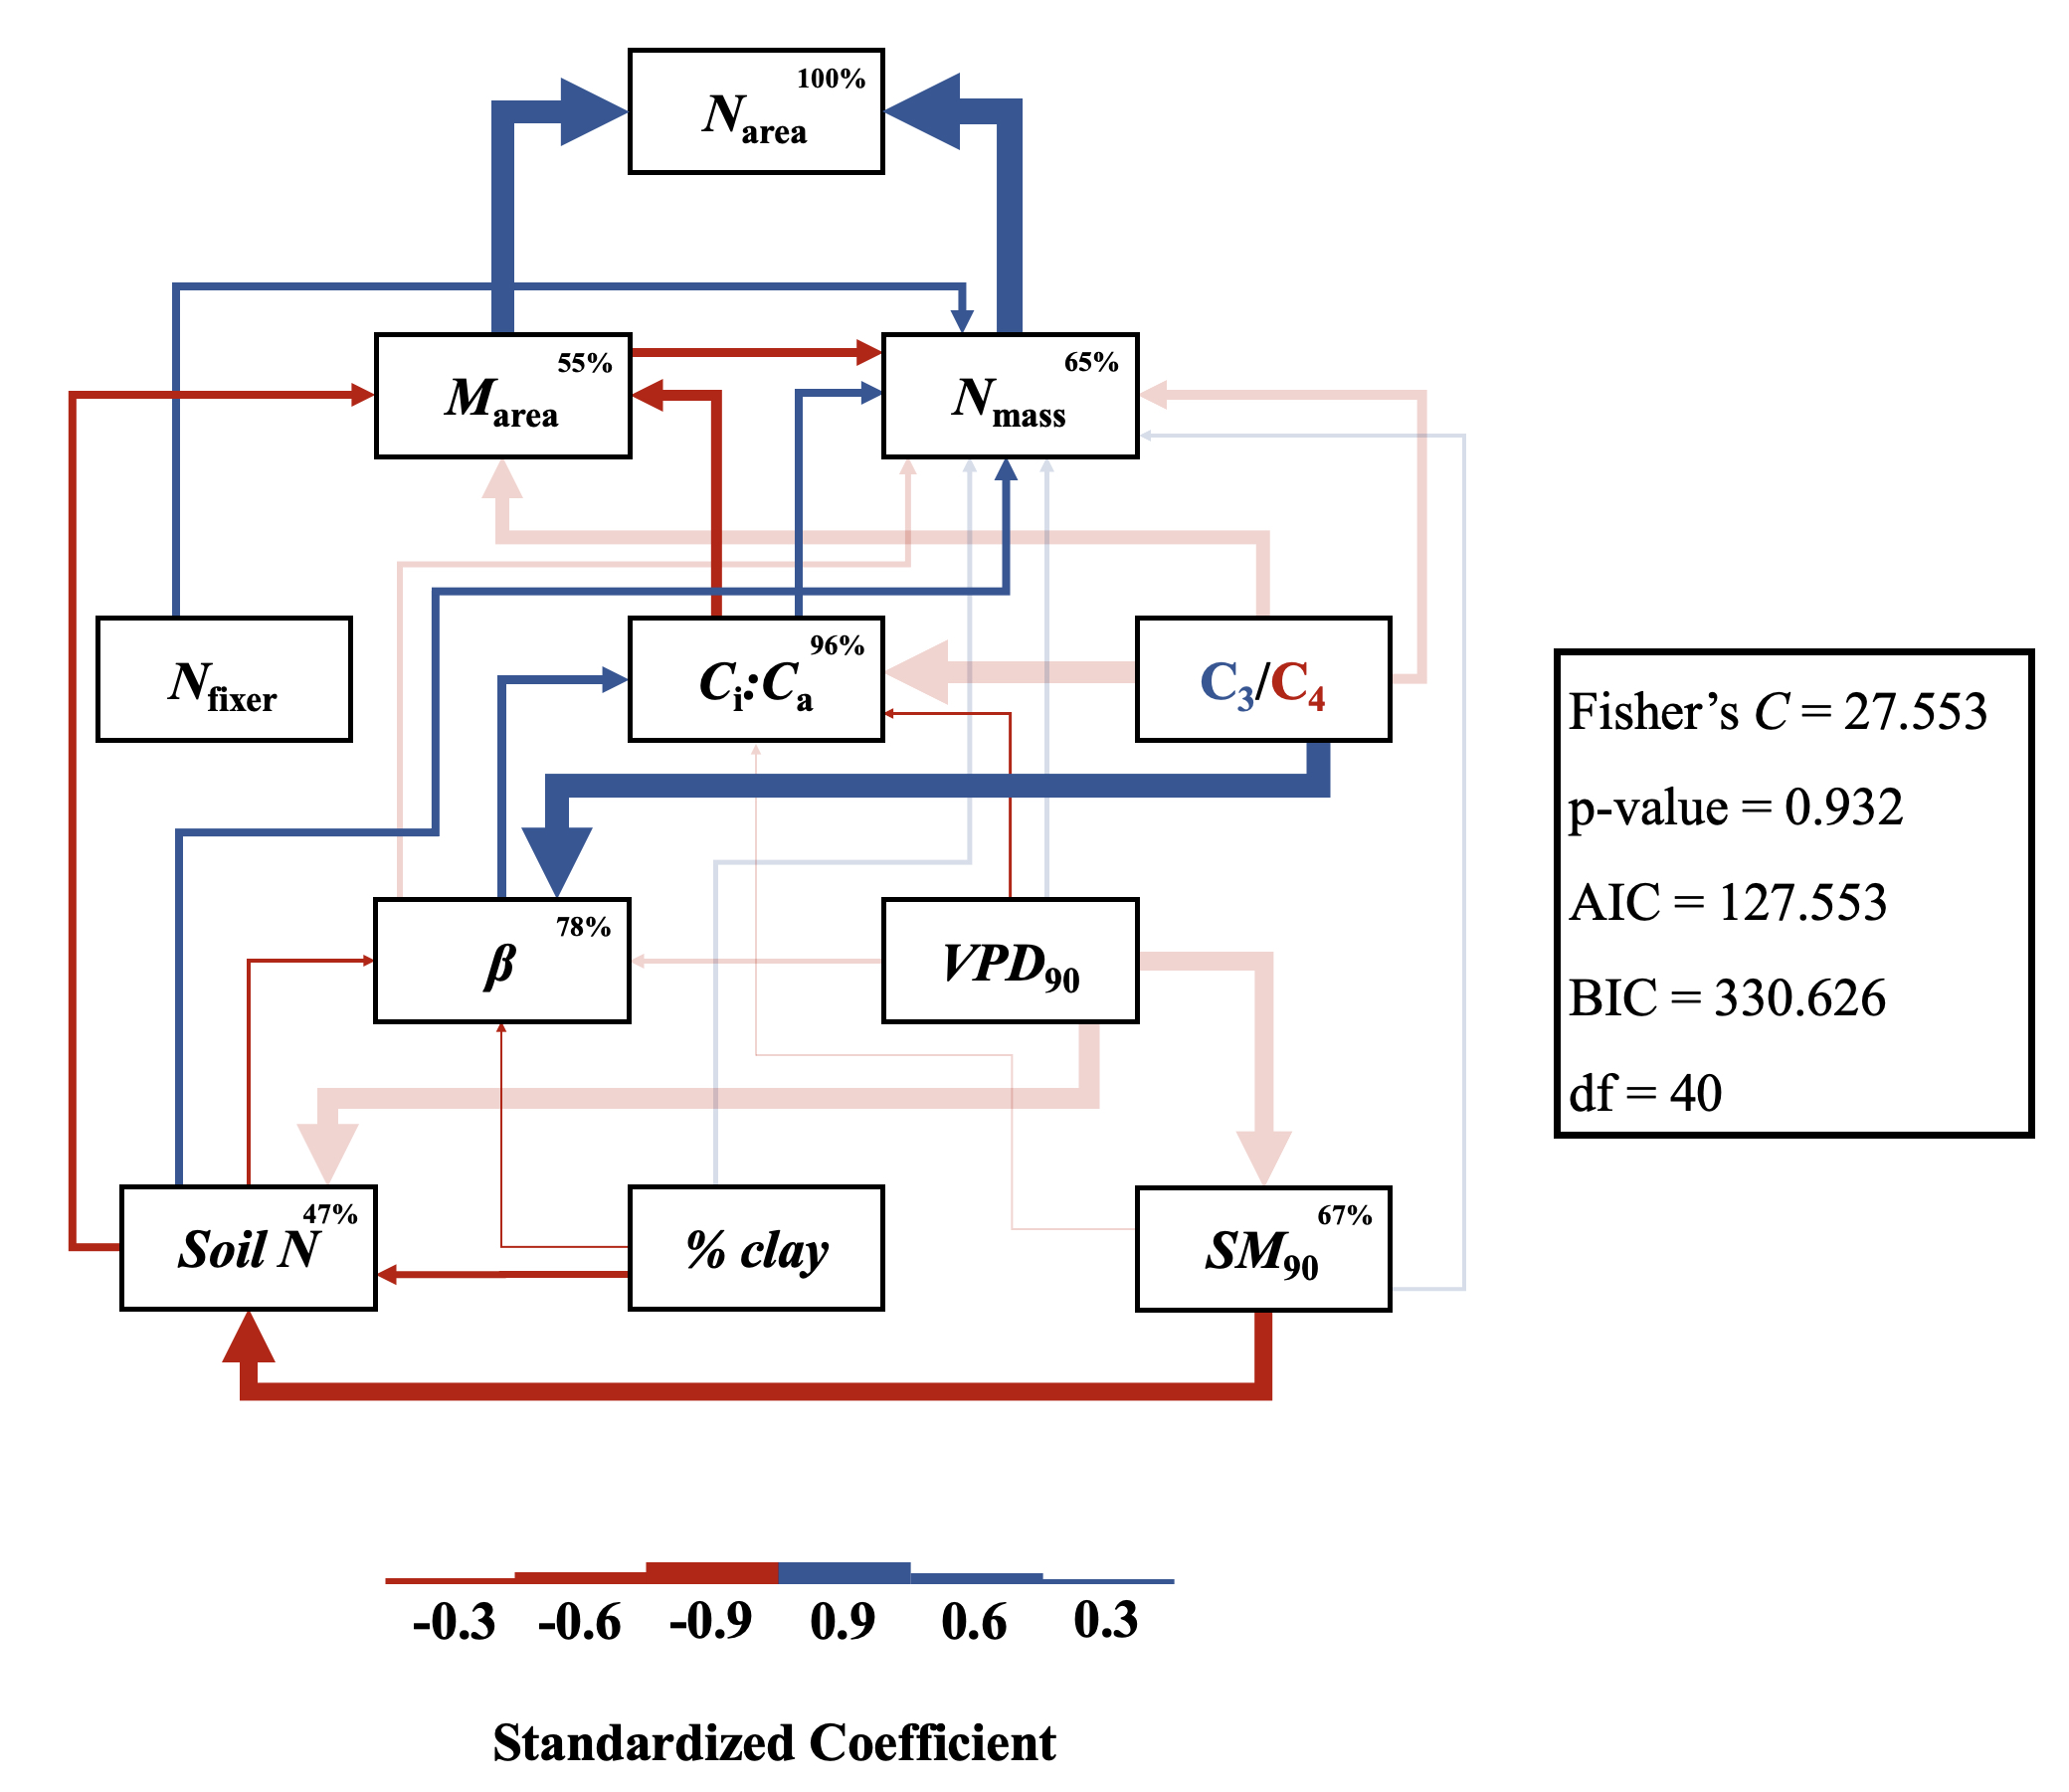 100%
Narea
55%
Marea
65%
Nmass
Nfixer
96%
Ci:Ca
C3/C4
78%
β
VPD90
47%
Soil N
% clay
67%
SM90
Fisher’s C = 27.553
p-value = 0.932
AIC = 127.553
BIC = 330.626
df = 40
-0.3 -0.6 -0.9 0.9 0.6 0.3
Standardized Coefficient